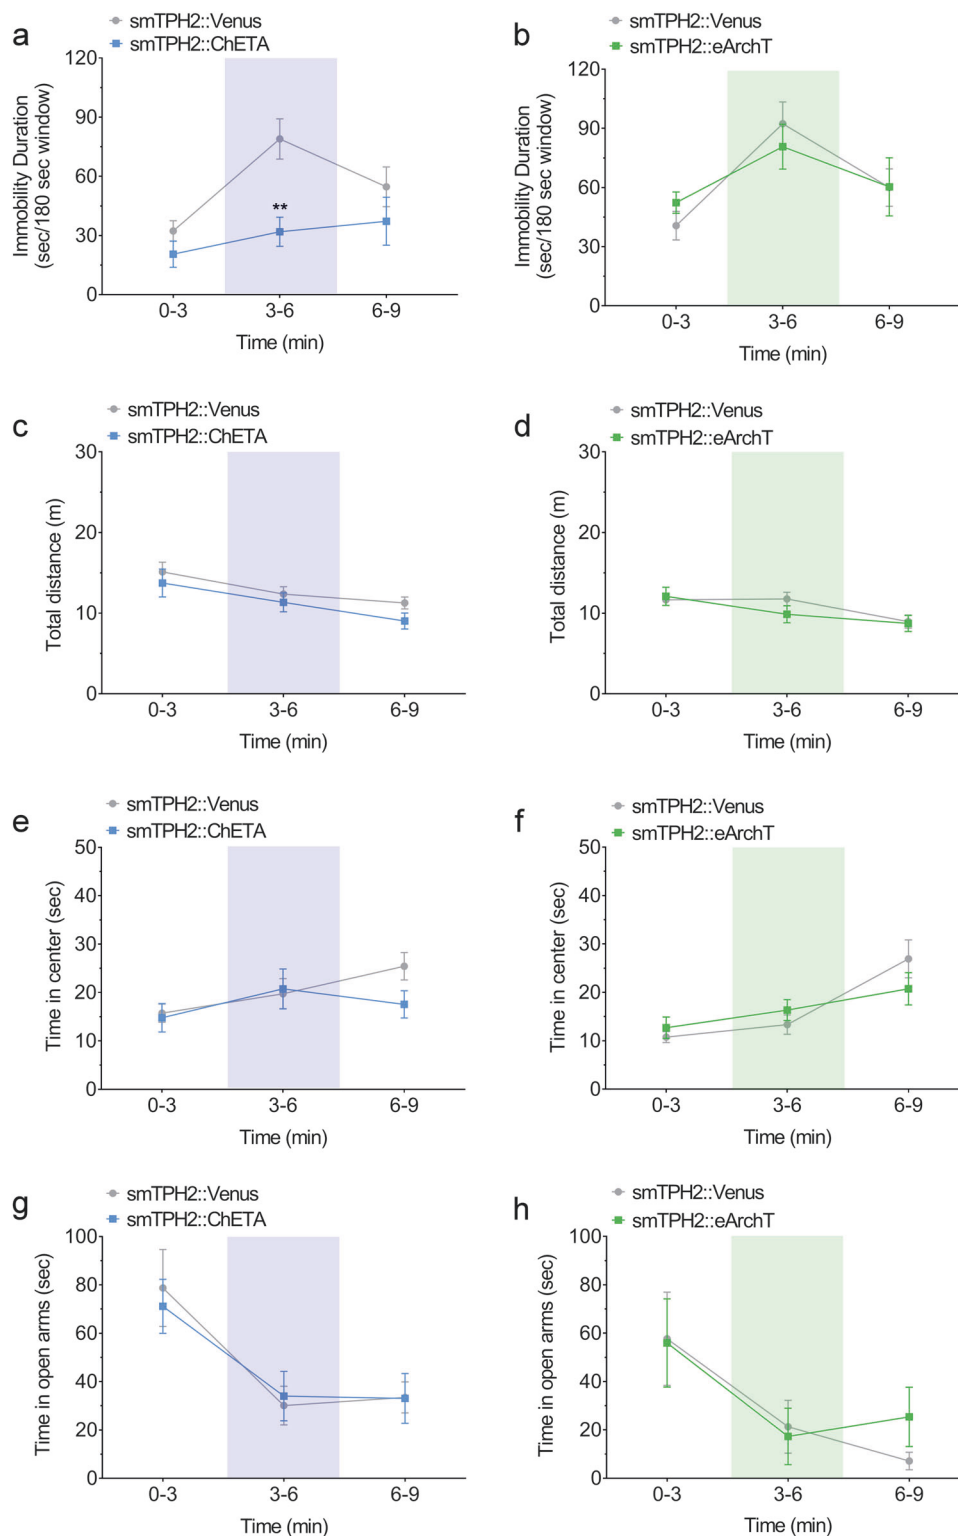 a
smTPH2::Venus
smTPH2::ChETA
Immobility Duration
(sec/180 sec window)
120
90
60
30
0
**
0-3
3-6
6-9
Time (min)
b
smTPH2::Venus
smTPH2::eArchT
Immobility Duration
(sec/180 sec window)
120
90
60
30
0
0-3
3-6
6-9
Time (min)
c
smTPH2::Venus
smTPH2::ChETA
Total distance (m)
30
20
10
0
0-3
3-6
6-9
Time (min)
d
smTPH2::Venus
smTPH2::eArchT
Total distance (m)
30
20
10
0
0-3
3-6
6-9
Time (min)
e
smTPH2::Venus
smTPH2::ChETA
Time in center (sec)
50
40
30
20
10
0
0-3
3-6
6-9
Time (min)
f
smTPH2::Venus
smTPH2::eArchT
Time in center (sec)
50
40
30
20
10
0
0-3
3-6
6-9
Time (min)
g
smTPH2::Venus
smTPH2::ChETA
Time in open arms (sec)
100
80
60
40
20
0
0-3
3-6
6-9
Time (min)
h
smTPH2::Venus
smTPH2::eArchT
Time in open arms (sec)
100
80
60
40
20
0
0-3
3-6
6-9
Time (min)